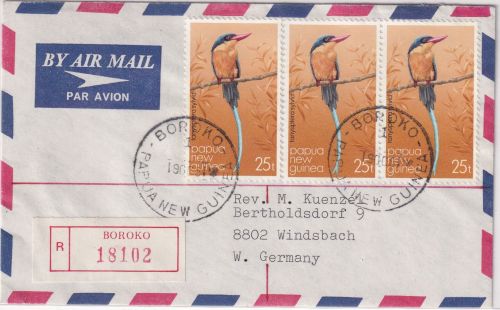 BY AIR MAIL
PAR AVION
papua
new
guinea 25t
papua
new
guinea 25t
papua
new
guinea 25t
BOROKO
PAPUA NEW GUINEA
BOROKO
PAPUA NEW GUINEA
Rev. M. Kuenzel
Bertholdsdorf 9
8802 Windsbach
W. Germany
R BOROKO
18102